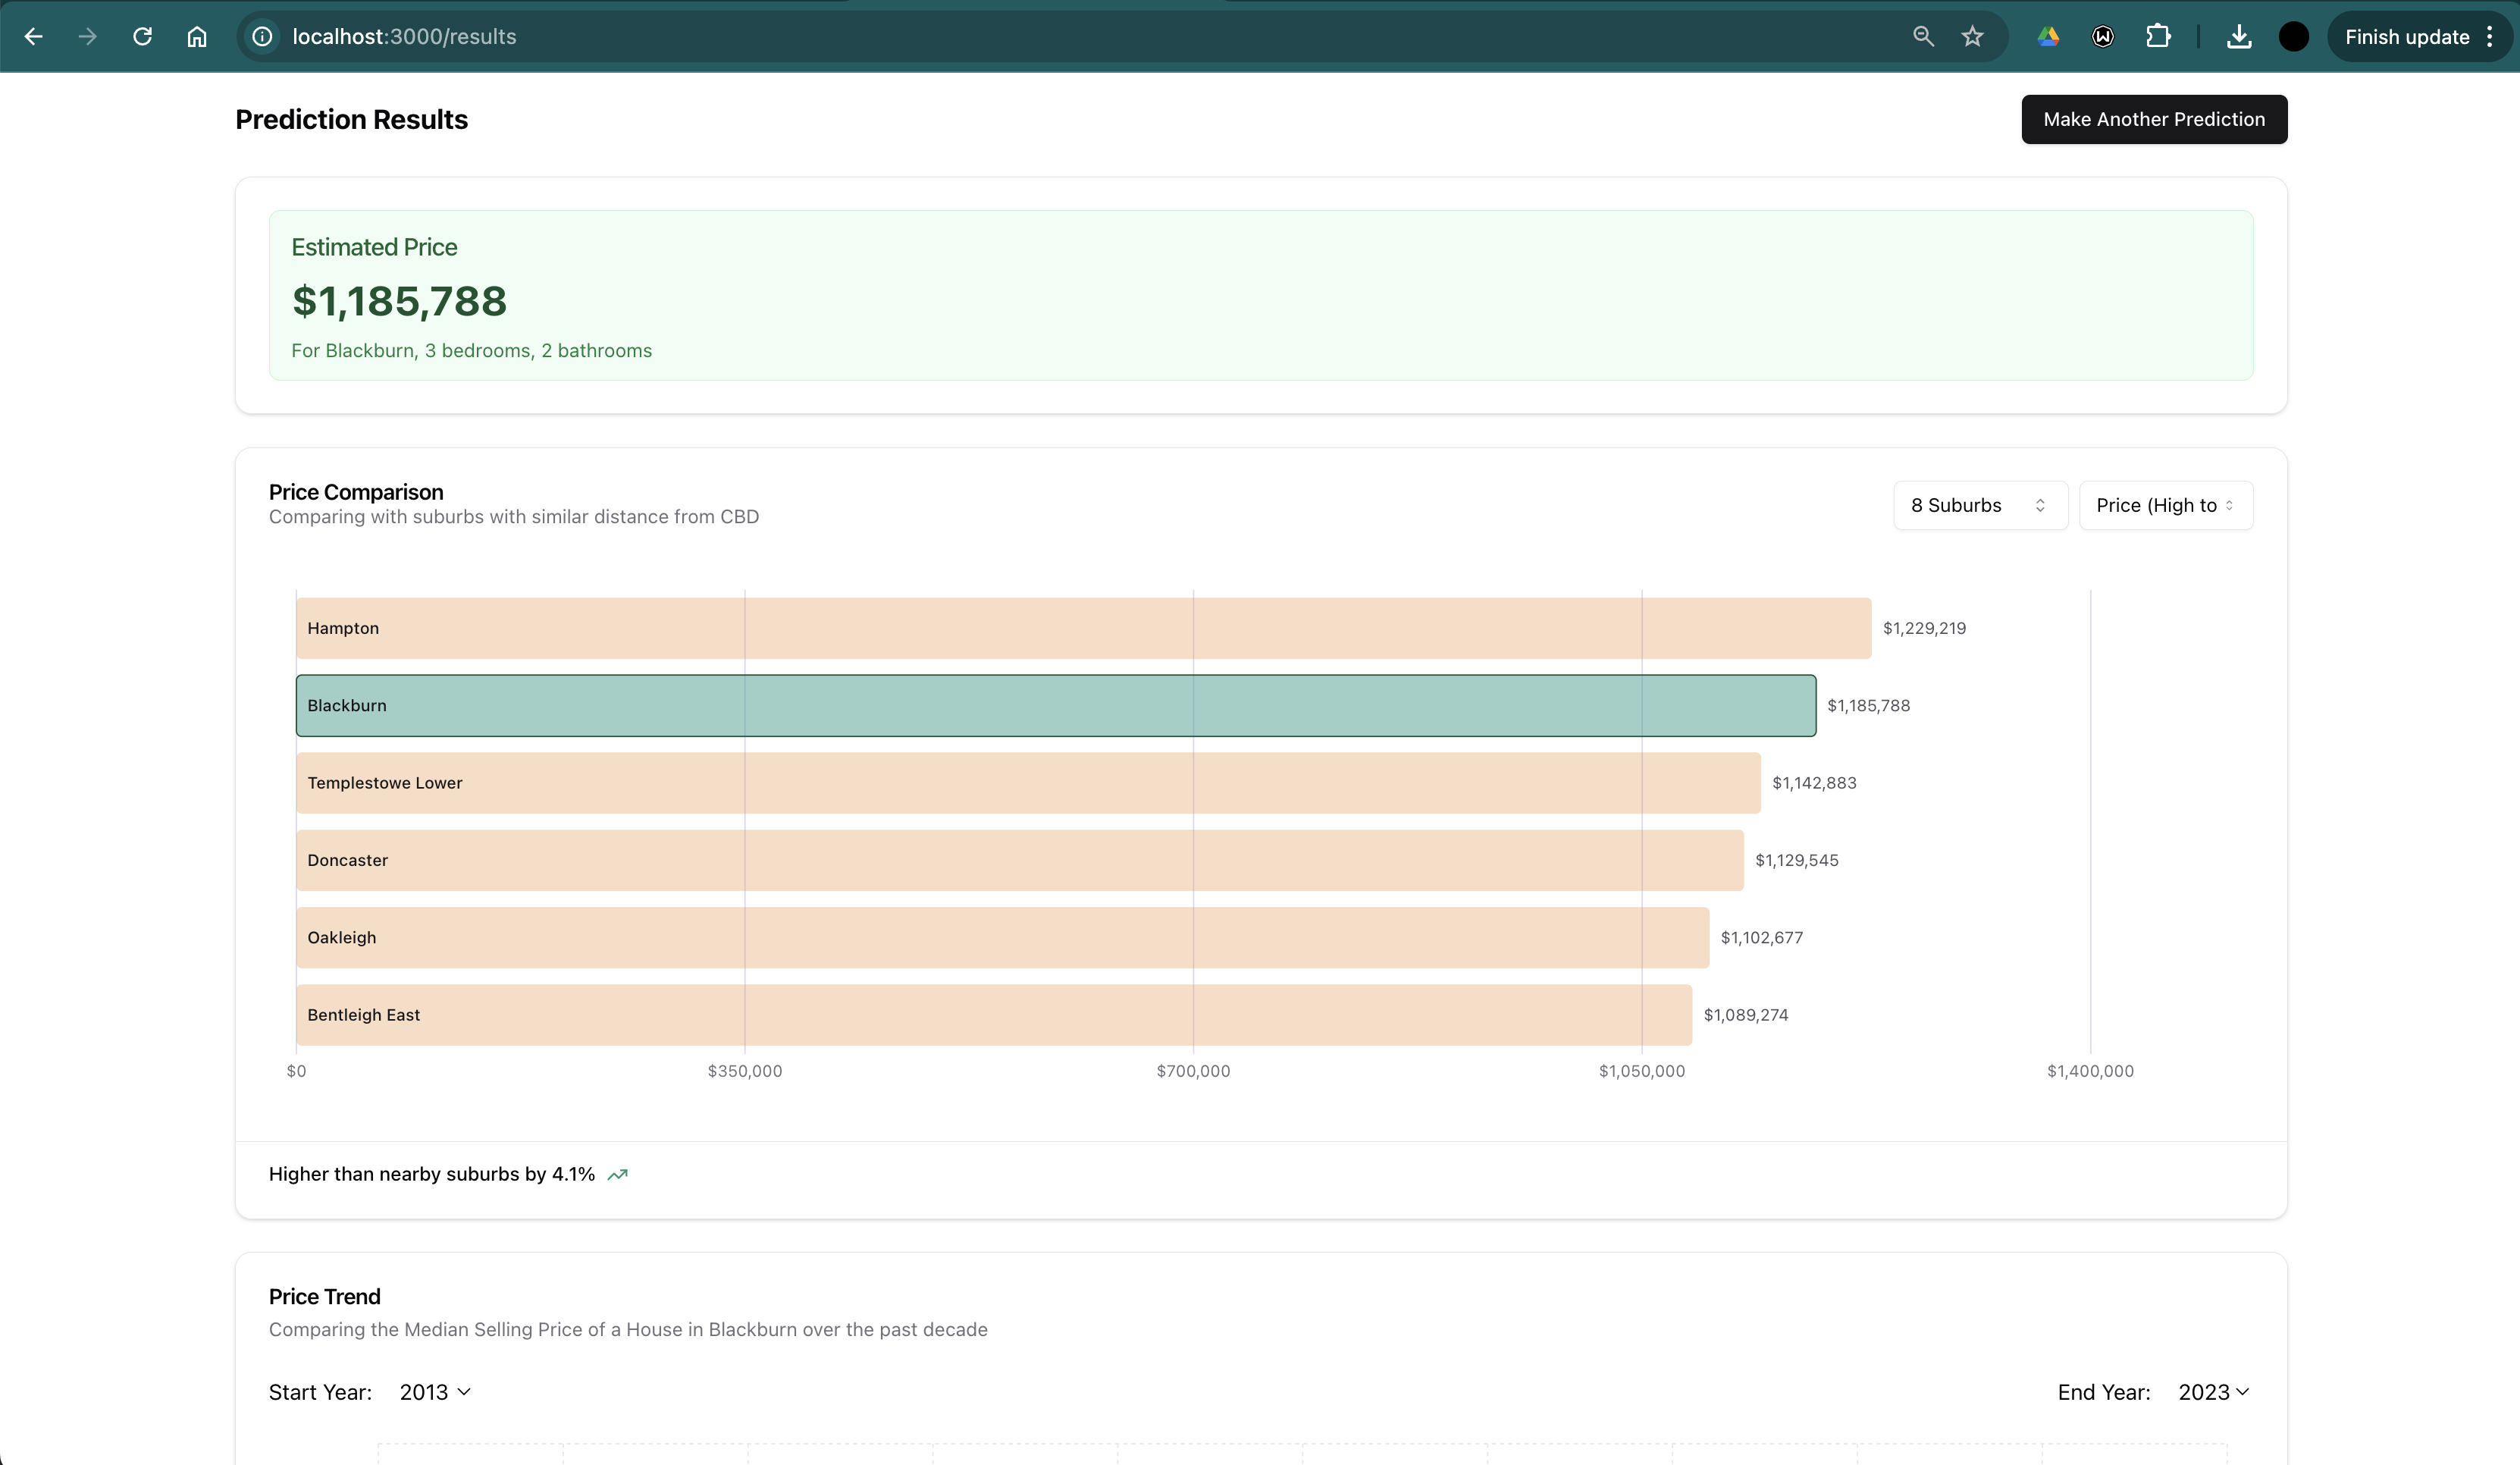 localhost:3000/results
Finish update
Prediction Results
Make Another Prediction
Estimated Price
$1,185,788
For Blackburn, 3 bedrooms, 2 bathrooms
Price Comparison
Comparing with suburbs with similar distance from CBD
8 Suburbs
Price (High to
Hampton
$1,229,219
Blackburn
$1,185,788
Templestowe Lower
$1,142,883
Doncaster
$1,129,545
Oakleigh
$1,102,677
Bentleigh East
$1,089,274
$0
$350,000
$700,000
$1,050,000
$1,400,000
Higher than nearby suburbs by 4.1%
Price Trend
Comparing the Median Selling Price of a House in Blackburn over the past decade
Start Year: 2013
End Year: 2023